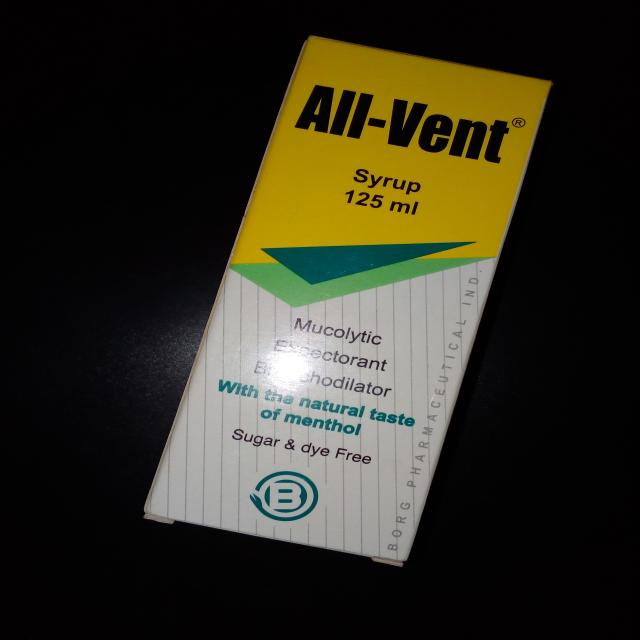 All-Vent®
Syrup
125 ml
Mucolytic
With the natural taste
of menthol
Sugar & dye Free
B
BORG PHARMACEUTICAL IND.